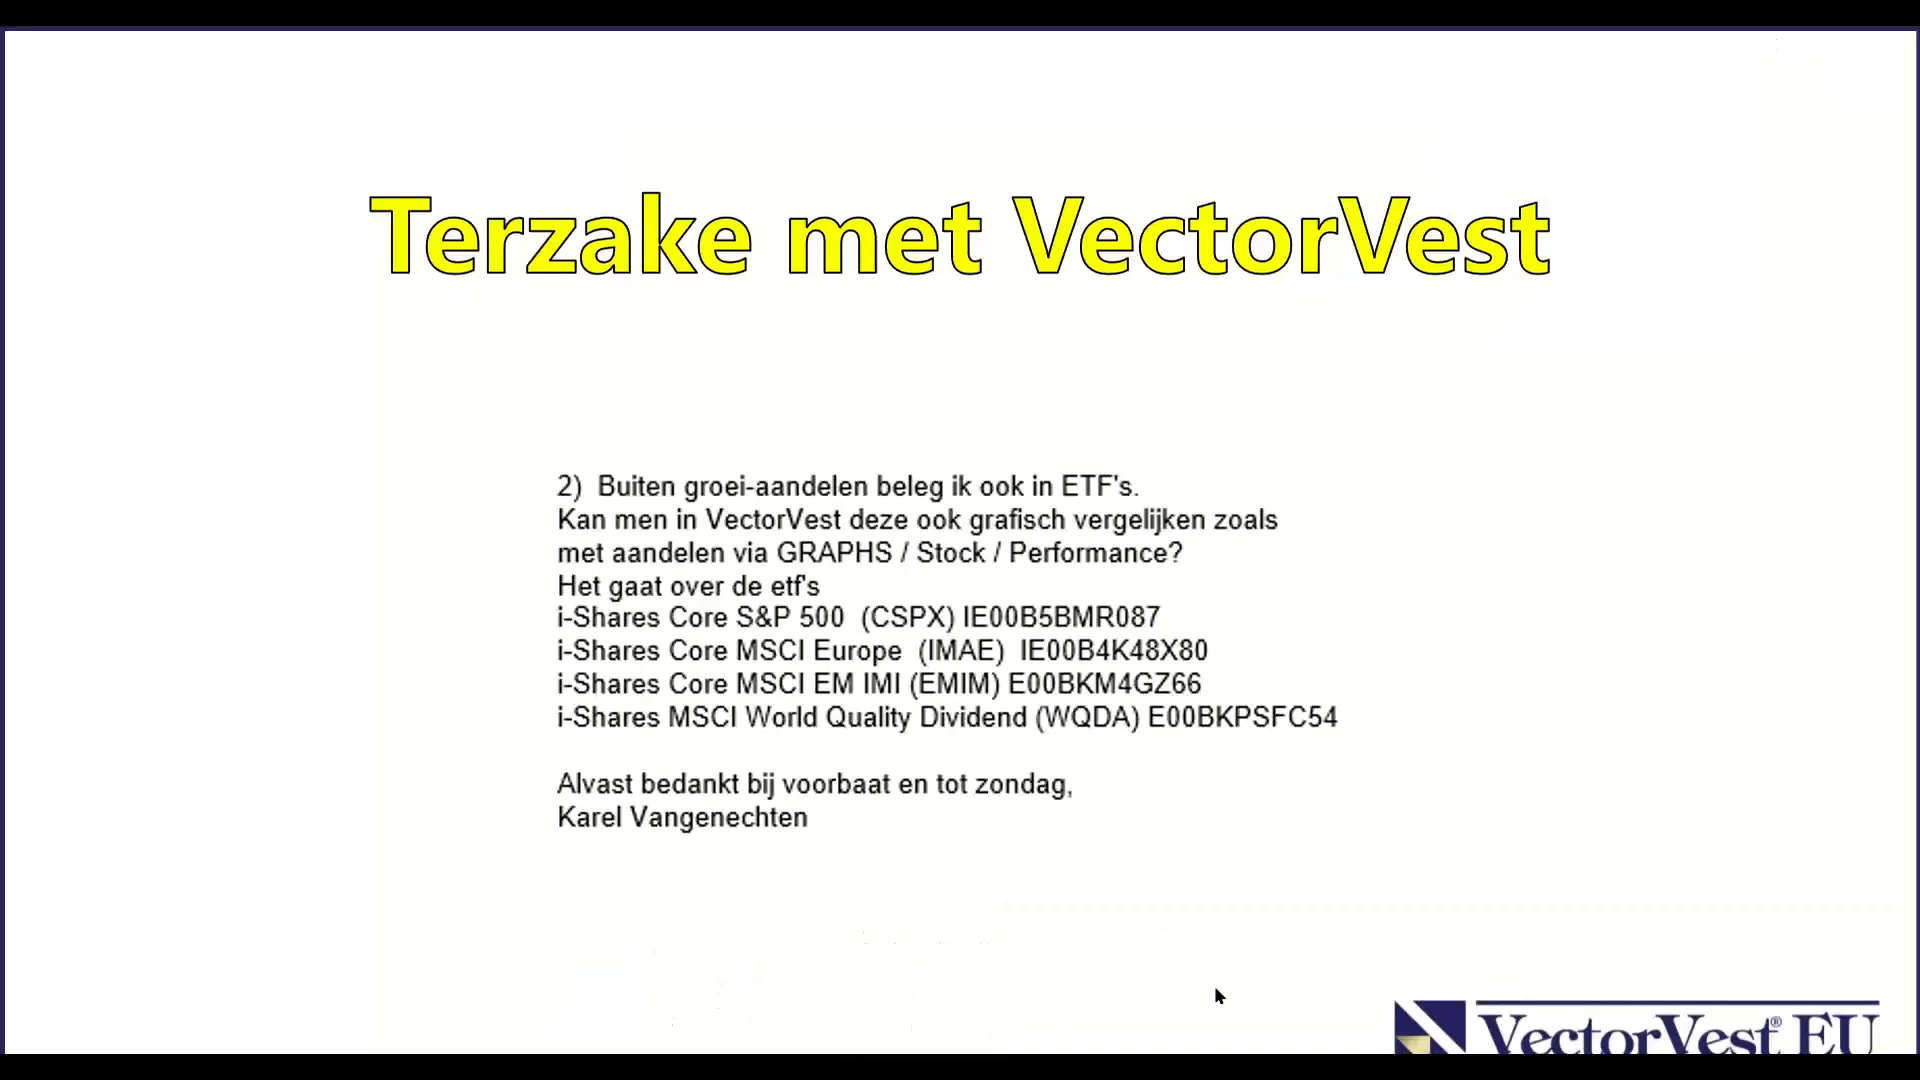 Terzake met VectorVest
2)  Buiten groei-aandelen beleg ik ook in ETF's.
Kan men in VectorVest deze ook grafisch vergelijken zoals
met aandelen via GRAPHS / Stock / Performance?
Het gaat over de etf's
i-Shares Core S&P 500  (CSPX) IE00B5BMR087
i-Shares Core MSCI Europe  (IMAE)  IE00B4K48X80
i-Shares Core MSCI EM IMI (EMIM) E00BKM4GZ66
i-Shares MSCI World Quality Dividend (WQDA) E00BKPSFC54
Alvast bedankt bij voorbaat en tot zondag,
Karel Vangenechten
VectorVest® EU